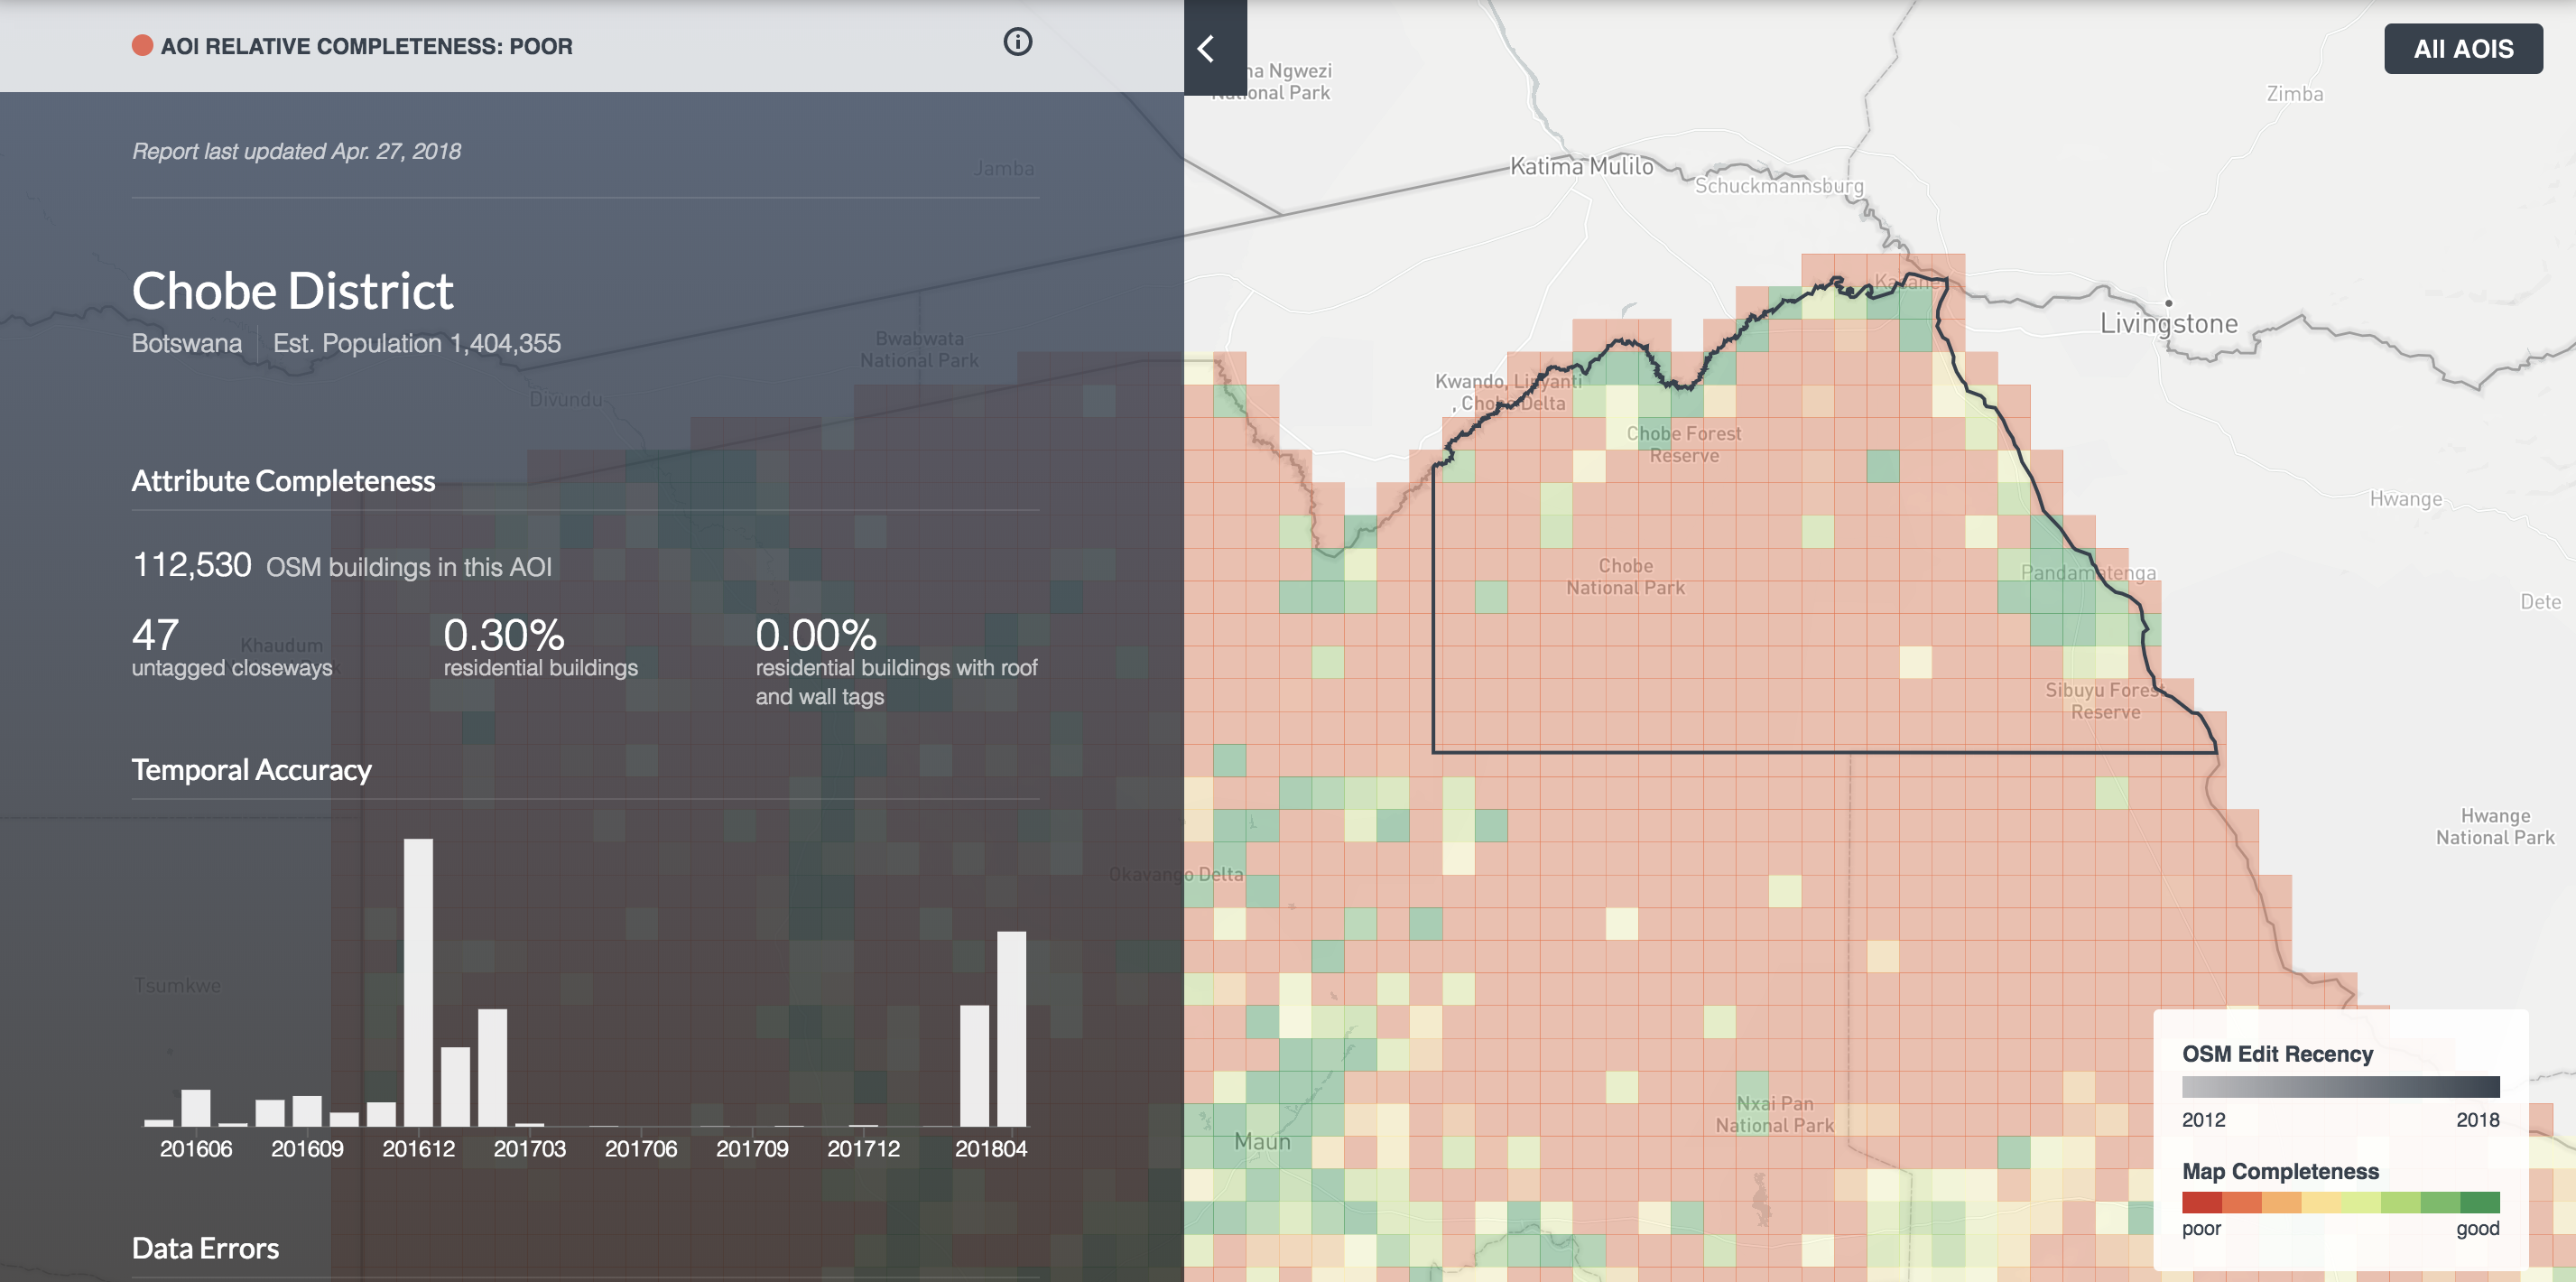 AOI RELATIVE COMPLETENESS: POOR
Report last updated Apr. 27, 2018
Chobe District
Botswana
Est. Population 1,404,355
Attribute Completeness
112,530 OSM buildings in this AOI
47
untagged closeways
0.30%
residential buildings
0.00%
residential buildings with roof
and wall tags
Temporal Accuracy
201606 201609 201612 201703 201706 201709 201712 201804
Data Errors
Jamba
Bwabwata
National Park
Divundu
Khaudum
Tsumkwe
Okavango Delta
All AOIS
Ngwezi
National Park
Zimba
Katima Mulilo
Schuckmannsburg
Kasane
Livingstone
Kwando, Linyanti
, Chobe Delta
Chobe Forest
Reserve
Hwange
Chobe
National Park
Pandamatenga
Dete
Sibuyu Forest
Reserve
Hwange
National Park
Nxai Pan
National Park
Maun
OSM Edit Recency
2012 2018
Map Completeness
poor good